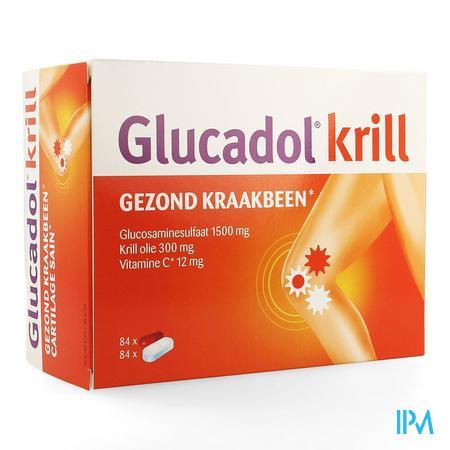 Glucadol® krill
GEZOND KRAAKBEEN*
Glucosaminesulfaat 1500 mg
Krill olie 300 mg
Vitamine C* 12 mg
84 x
84 x
Glucadol® krill
GEZOND KRAAKBEEN*
CARTILAGE SAIN*
IPM